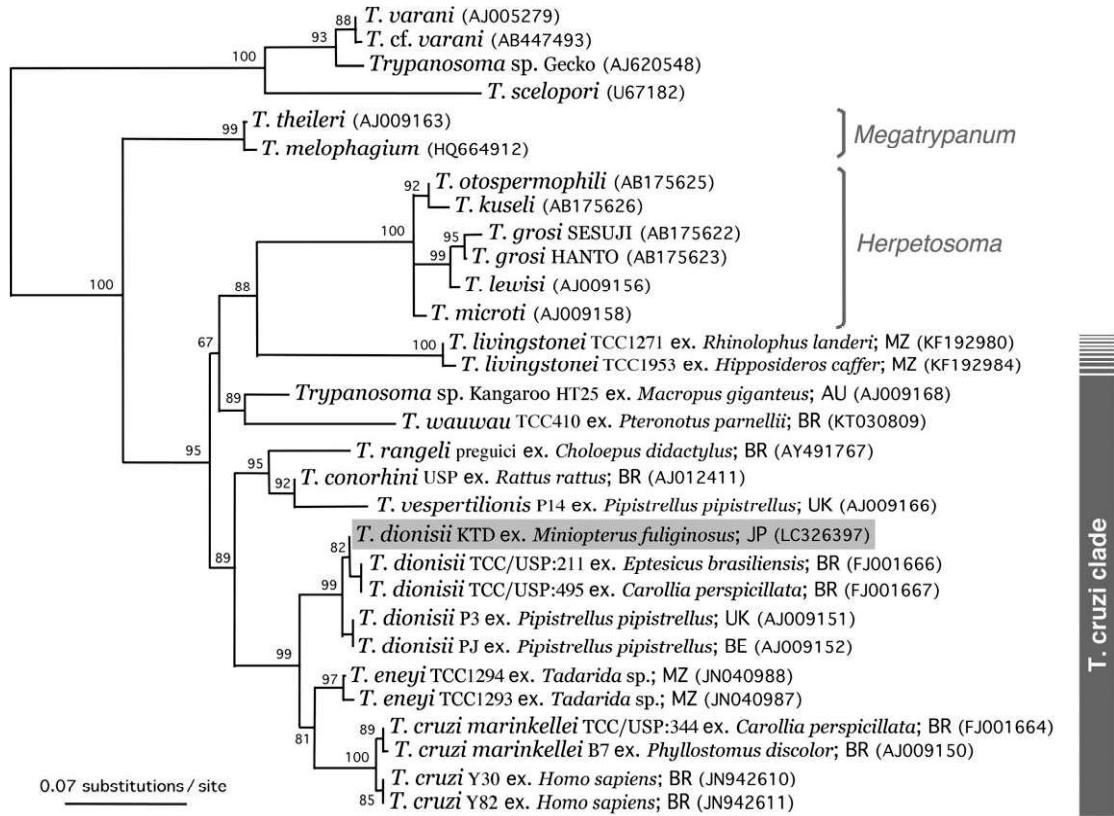 88
T. varani (AJ005279)
T. cf. varani (AB447493)
93
Trypanosoma sp. Gecko (AJ620548)
100
T. scelopori (U67182)
99
T. theileri (AJ009163)
T. melophagium (HQ664912)
Megatrypanum
92
T. otospermophili (AB175625)
T. kuseli (AB175626)
100
95
T. grosi SESUJI (AB175622)
99
T. grosi HANTO (AB175623)
T. lewisi (AJ009156)
T. microti (AJ009158)
Herpetosoma
100
88
100
T. livingstonei TCC1271 ex. Rhinolophus landeri; MZ (KF192980)
T. livingstonei TCC1953 ex. Hipposideros caffer; MZ (KF192984)
67
89
Trypanosoma sp. Kangaroo HT25 ex. Macropus giganteus; AU (AJ009168)
T. wauwau TCC410 ex. Pteronotus parnellii; BR (KT030809)
95
95
T. rangeli preguici ex. Choloepus didactylus; BR (AY491767)
92
T. conorhini USP ex. Rattus rattus; BR (AJ012411)
T. vespertilionis P14 ex. Pipistrellus pipistrellus; UK (AJ009166)
89
82
T. dionisii KTD ex. Miniopterus fuliginosus; JP (LC326397)
T. dionisii TCC/USP:211 ex. Eptesicus brasiliensis; BR (FJ001666)
T. dionisii TCC/USP:495 ex. Carollia perspicillata; BR (FJ001667)
99
T. dionisii P3 ex. Pipistrellus pipistrellus; UK (AJ009151)
T. dionisii PJ ex. Pipistrellus pipistrellus; BE (AJ009152)
99
97
T. eneyi TCC1294 ex. Tadarida sp.; MZ (JN040988)
T. eneyi TCC1293 ex. Tadarida sp.; MZ (JN040987)
81
89
T. cruzi marinkellei TCC/USP:344 ex. Carollia perspicillata; BR (FJ001664)
T. cruzi marinkellei B7 ex. Phyllostomus discolor; BR (AJ009150)
100
T. cruzi Y30 ex. Homo sapiens; BR (JN942610)
85
T. cruzi Y82 ex. Homo sapiens; BR (JN942611)
T. cruzi clade
0.07 substitutions / site